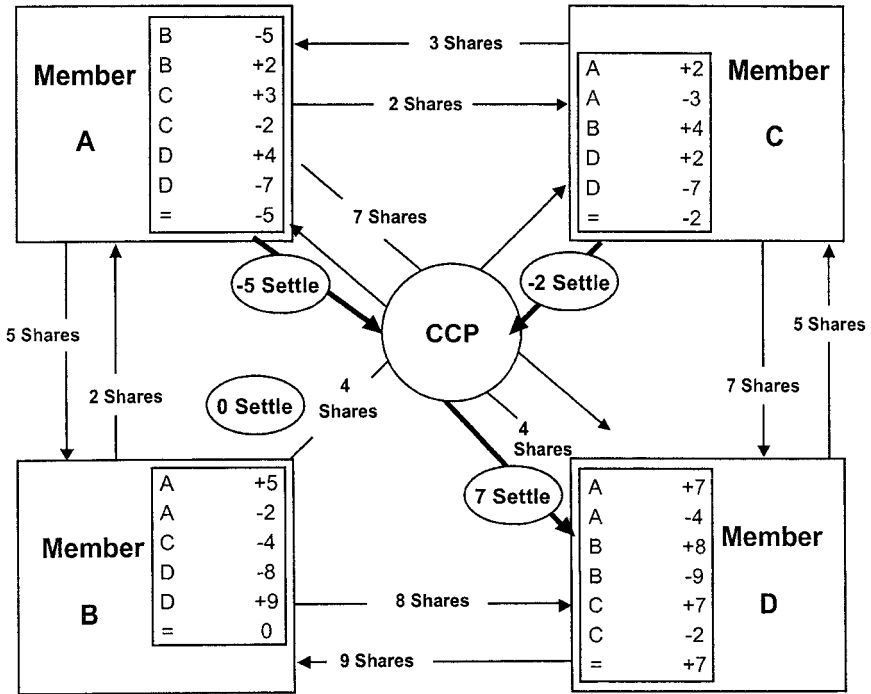 Member
A
B -5
B +2
C +3
C -2
D +4
D -7
= -5
3 Shares
2 Shares
A +2
A -3
B +4
D +2
D -7
= -2
Member
C
7 Shares
-5 Settle
-2 Settle
CCP
5 Shares
2 Shares
0 Settle
4
Shares
4
Shares
7 Settle
7 Shares
5 Shares
Member
B
A +5
A -2
C -4
D -8
D +9
= 0
8 Shares
9 Shares
A +7
A -4
B +8
B -9
C +7
C -2
= +7
Member
D